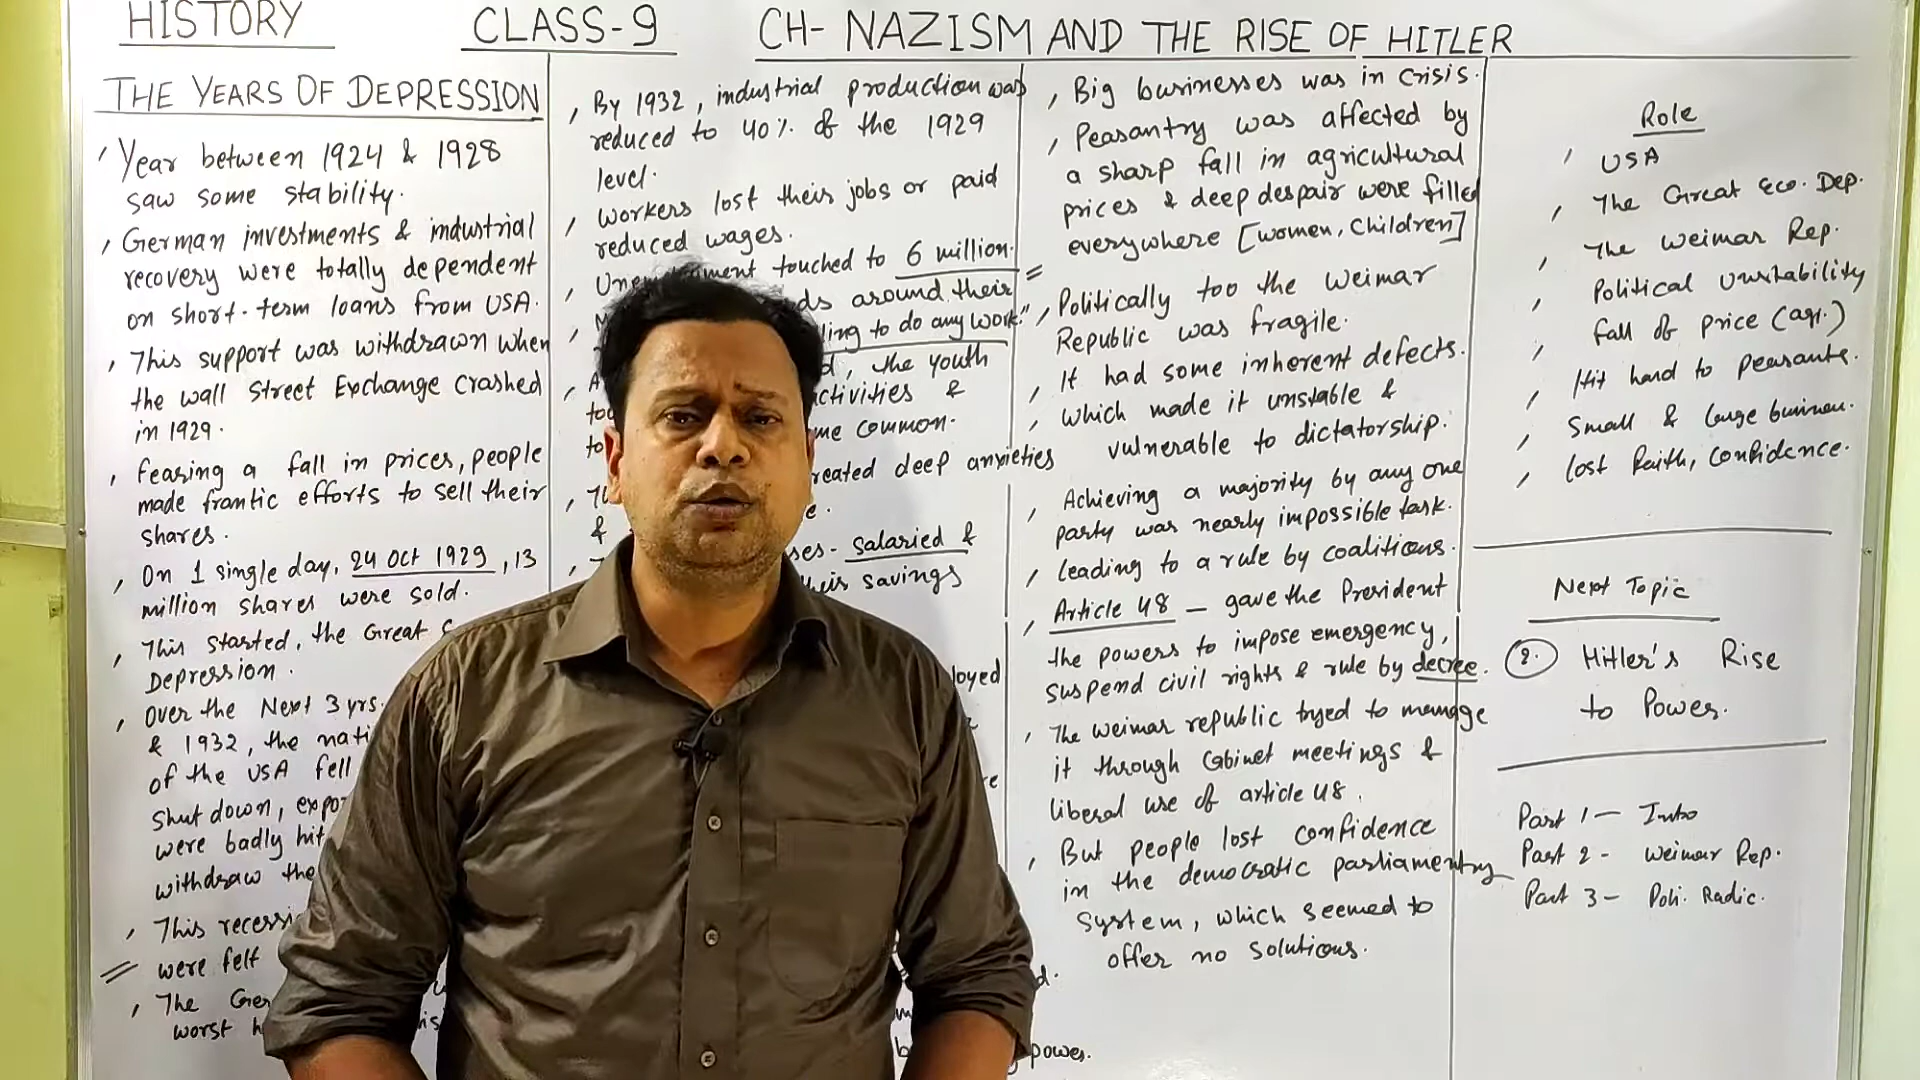 HISTORY CLASS-9 CH- NAZISM AND THE RISE OF HITLER
THE YEARS OF DEPRESSION
Year between 1924 & 1928
saw some stability.
German investments & industrial
recovery were totally dependent
on short-term loans from USA.
This support was withdrawn when
the wall Street Exchange crashed
in 1929.
fearing a fall in prices, people
made frantic efforts to sell their
shares.
On 1 single day, 24 Oct 1929, 13
million shares were sold.
This started, the Great
Depression.
Over the Next 3 yrs.
& 1932, the
of the USA fell
shut down,
were badly hit
withdraw the
This
were felt
The
worst
By 1932, industrial production was
reduced to 40% of the 1929
level.
Workers lost their jobs or paid
reduced wages.
touched to 6 million.
around their
to do any work."
the youth
&
common.
deep anxieties
&
salaried &
savings
power.
Big businesses was in crisis.
Peasantry was affected by
a sharp fall in agricultural
prices & deep despair were filled
everywhere [women, children]
Politically too the Weimar
Republic was fragile.
It had some inherent defects.
which made it unstable &
vulnerable to dictatorship.
Achieving a majority by any one
party was nearly impossible task.
leading to a rule by coalitions.
Article 48 - gave the President
the powers to impose emergency,
suspend civil rights & rule by decree.
The weimar republic tryed to manage
it through Cabinet meetings &
liberal use of article 48.
But people lost confidence
in the democratic parliamentry
system, which seemed to
offer no solutions.
Role
USA
The Great Eco. Dep.
The Weimar Rep.
Political Unstability
fall of price (agri.)
Hit hard to peasants.
Small & large business.
lost faith, confidence.
Next Topic
2. Hitler's Rise
to Power.
Part 1 - Intro
Part 2 - Weimar Rep.
Part 3 - Poli. Radic.